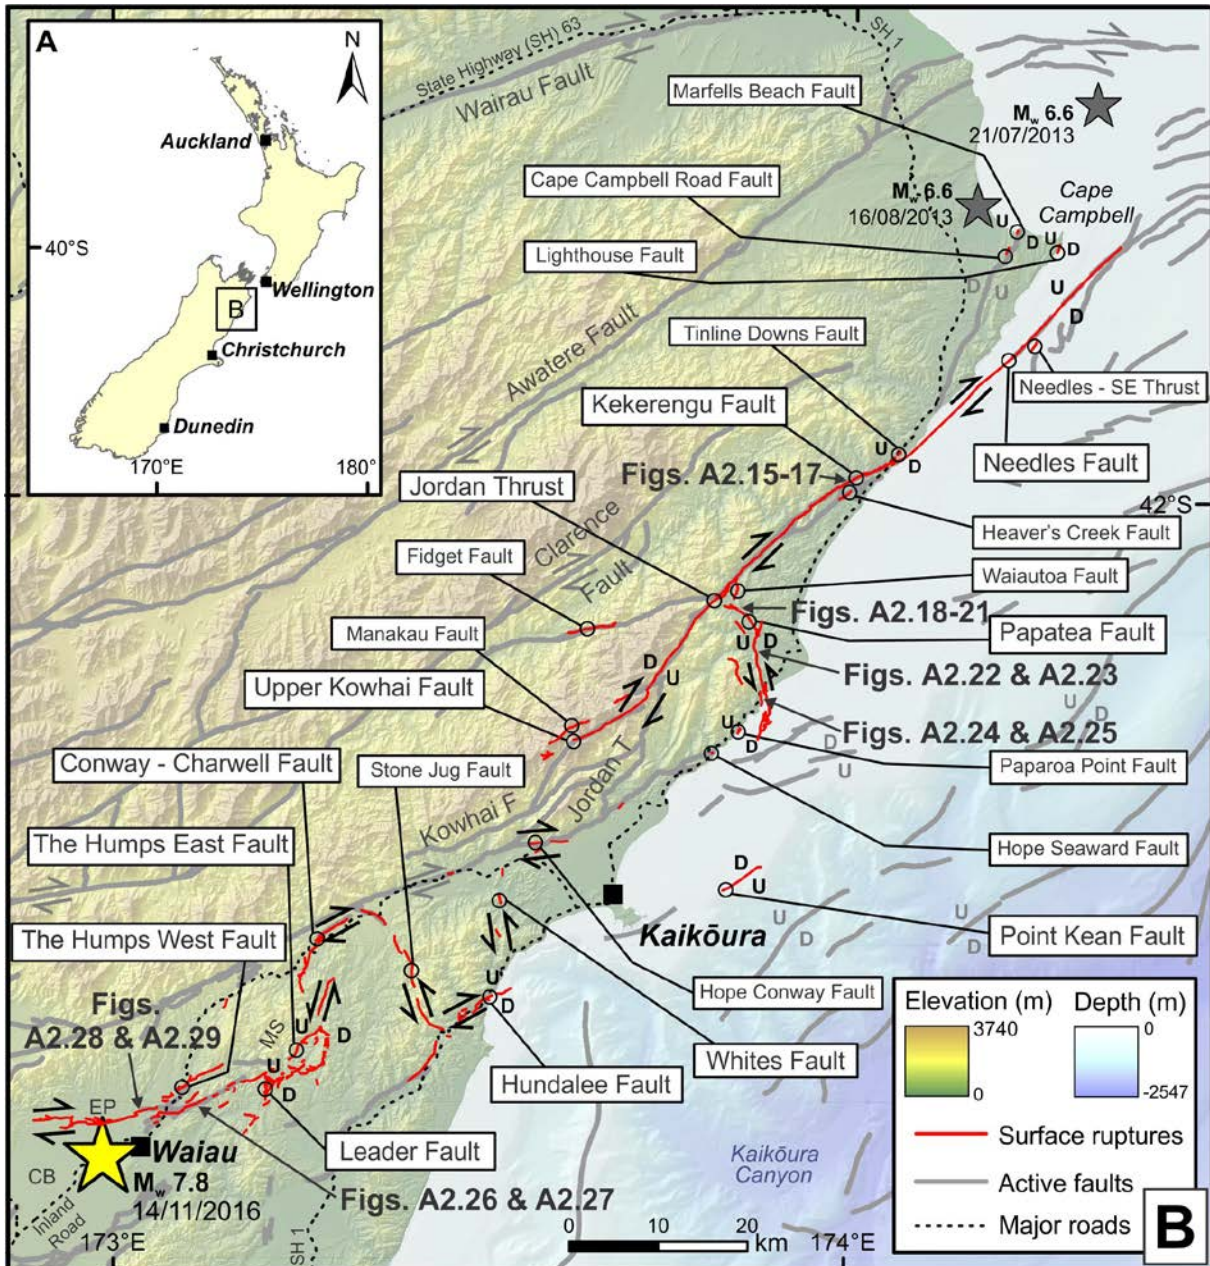 A
N
Auckland
40°S
Wellington
B
Christchurch
Dunedin
170°E
180°
State Highway (SH) 63
Wairau Fault
SH 1
Marfells Beach Fault
Mw 6.6
21/07/2013
Cape Campbell Road Fault
Mw 6.6
16/08/2013
Cape
Campbell
Lighthouse Fault
U
D
U
D
D
U
U
D
Awatere Fault
Tinline Downs Fault
Needles - SE Thrust
Kekerengu Fault
U
D
Needles Fault
Figs. A2.15-17
Jordan Thrust
42°S
Heaver's Creek Fault
Clarence
Fault
Fidget Fault
Waiautoa Fault
Figs. A2.18-21
Manakau Fault
Papatea Fault
U
D
D
U
Upper Kowhai Fault
Figs. A2.22 & A2.23
U
D
U
D
Figs. A2.24 & A2.25
D
U
Conway - Charwell Fault
Stone Jug Fault
Jordan T
Paparoa Point Fault
Kowhai F
The Humps East Fault
Hope Seaward Fault
D
U
U
D
The Humps West Fault
Kaikōura
Point Kean Fault
Figs.
A2.28 & A2.29
Hope Conway Fault
U
D
MS
U
D
Whites Fault
Hundalee Fault
U
D
EP
Leader Fault
Waiau
CB
Mw 7.8
14/11/2016
Figs. A2.26 & A2.27
Inland
Road
SH 1
173°E
Kaikōura
Canyon
0 10 20
km
174°E
Elevation (m)
3740
0
Depth (m)
0
-2547
Surface ruptures
Active faults
Major roads
B